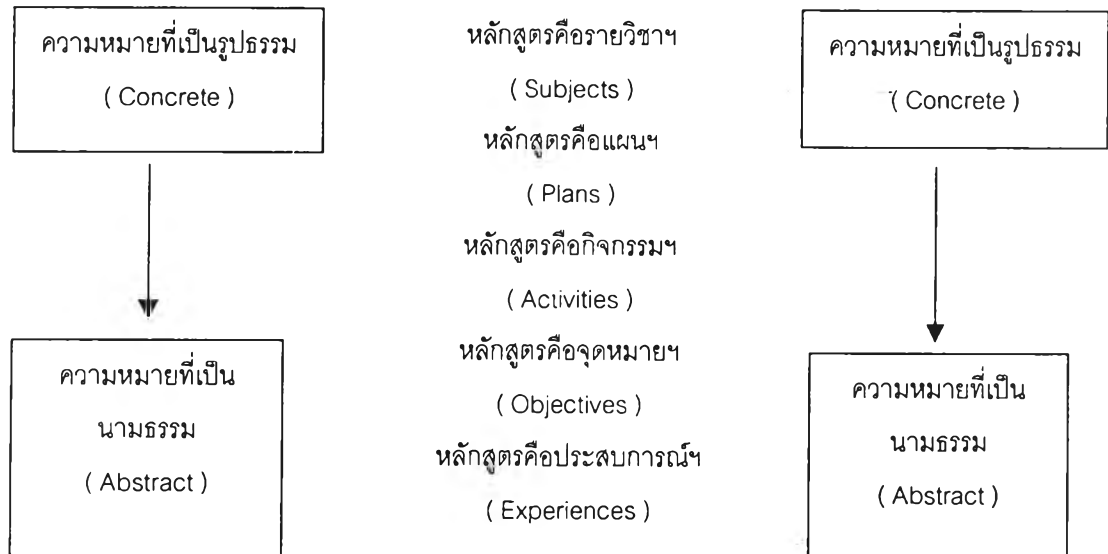 ความหมายที่เป็นรูปธรรม
( Concrete )
ความหมายที่เป็น
นามธรรม
( Abstract )
หลักสูตรคือรายวิชาฯ
( Subjects )
หลักสูตรคือแผนฯ
( Plans )
หลักสูตรคือกิจกรรมฯ
( Activities )
หลักสูตรคือจุดหมายฯ
( Objectives )
หลักสูตรคือประสบการณ์ฯ
( Experiences )
ความหมายที่เป็นรูปธรรม
( Concrete )
ความหมายที่เป็น
นามธรรม
( Abstract )